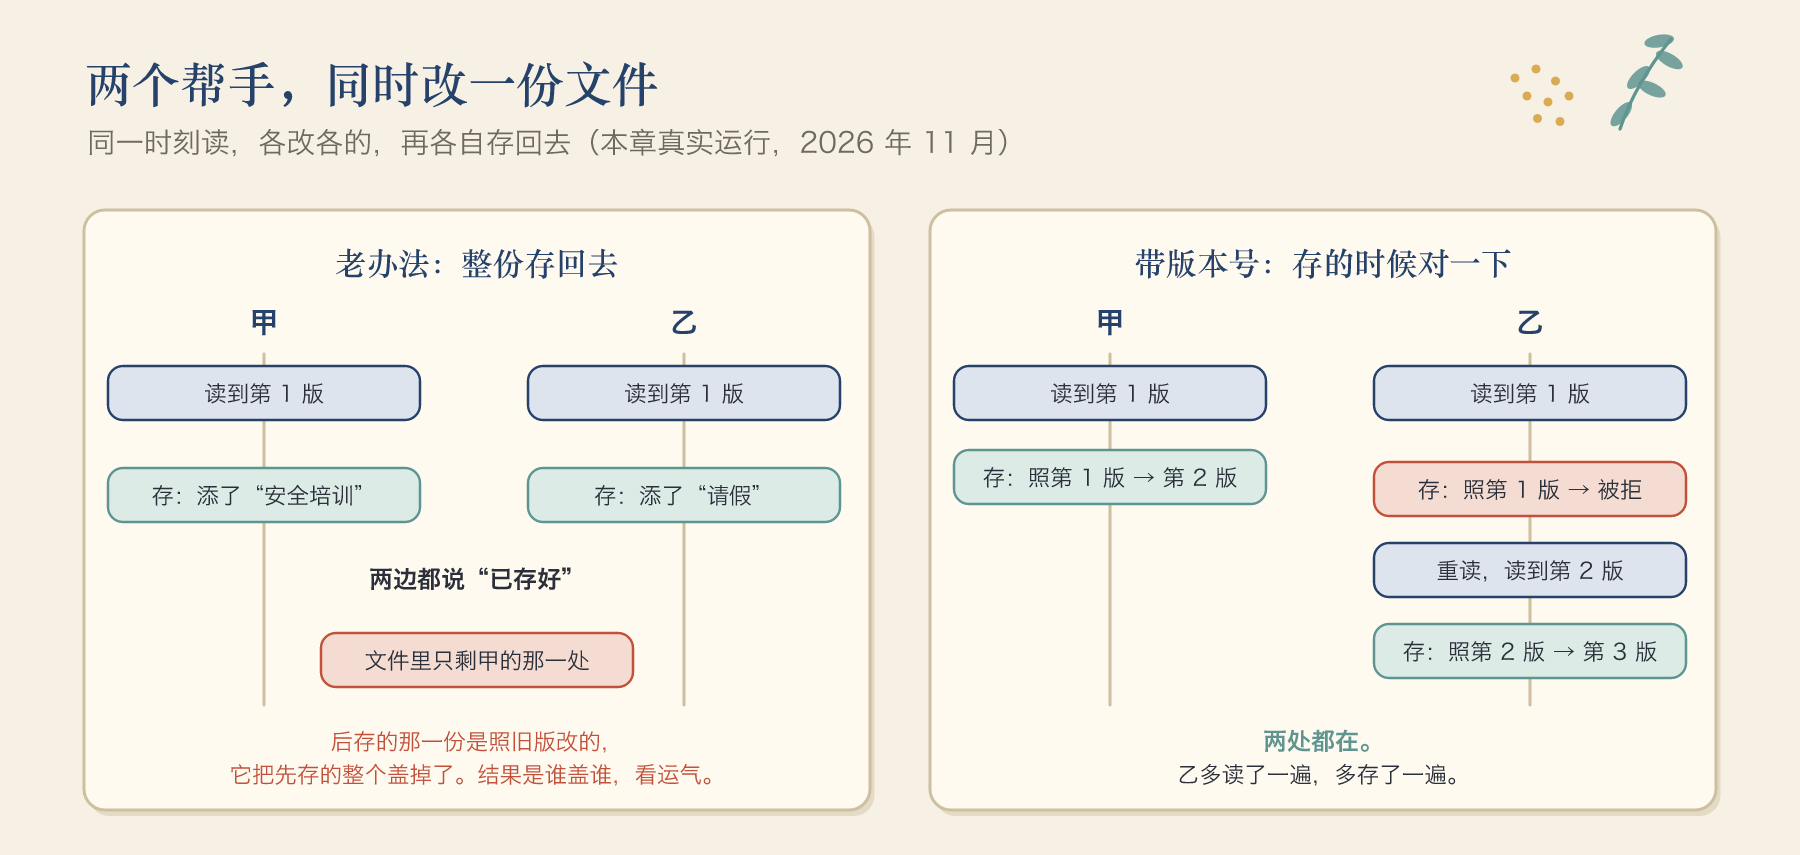 两个帮手，同时改一份文件
同一时刻读，各改各的，再各自存回去（本章真实运行，2026 年 11 月）
老办法：整份存回去
甲
乙
读到第 1 版
读到第 1 版
存：添了“安全培训”
存：添了“请假”
两边都说“已存好”
文件里只剩甲的那一处
后存的那一份是照旧版改的，
它把先存的整个盖掉了。结果是谁盖谁，看运气。
带版本号：存的时候对一下
甲
乙
读到第 1 版
读到第 1 版
存：照第 1 版 → 第 2 版
存：照第 1 版 → 被拒
重读，读到第 2 版
存：照第 2 版 → 第 3 版
两处都在。
乙多读了一遍，多存了一遍。